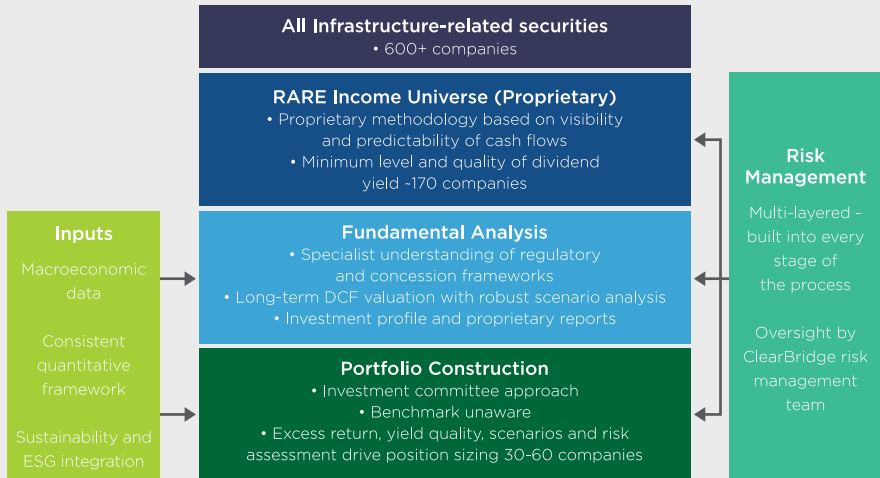 All Infrastructure-related securities
• 600+ companies
RARE Income Universe (Proprietary)
• Proprietary methodology based on visibility
and predictability of cash flows
• Minimum level and quality of dividend
yield ~170 companies
Fundamental Analysis
• Specialist understanding of regulatory
and concession frameworks
• Long-term DCF valuation with robust scenario analysis
• Investment profile and proprietary reports
Portfolio Construction
• Investment committee approach
• Benchmark unaware
• Excess return, yield quality, scenarios and risk
assessment drive position sizing 30-60 companies
Inputs
Macroeconomic
data
Consistent
quantitative
framework
Sustainability and
ESG integration
Risk
Management
Multi-layered -
built into every
stage of
the process
Oversight by
ClearBridge risk
management
team